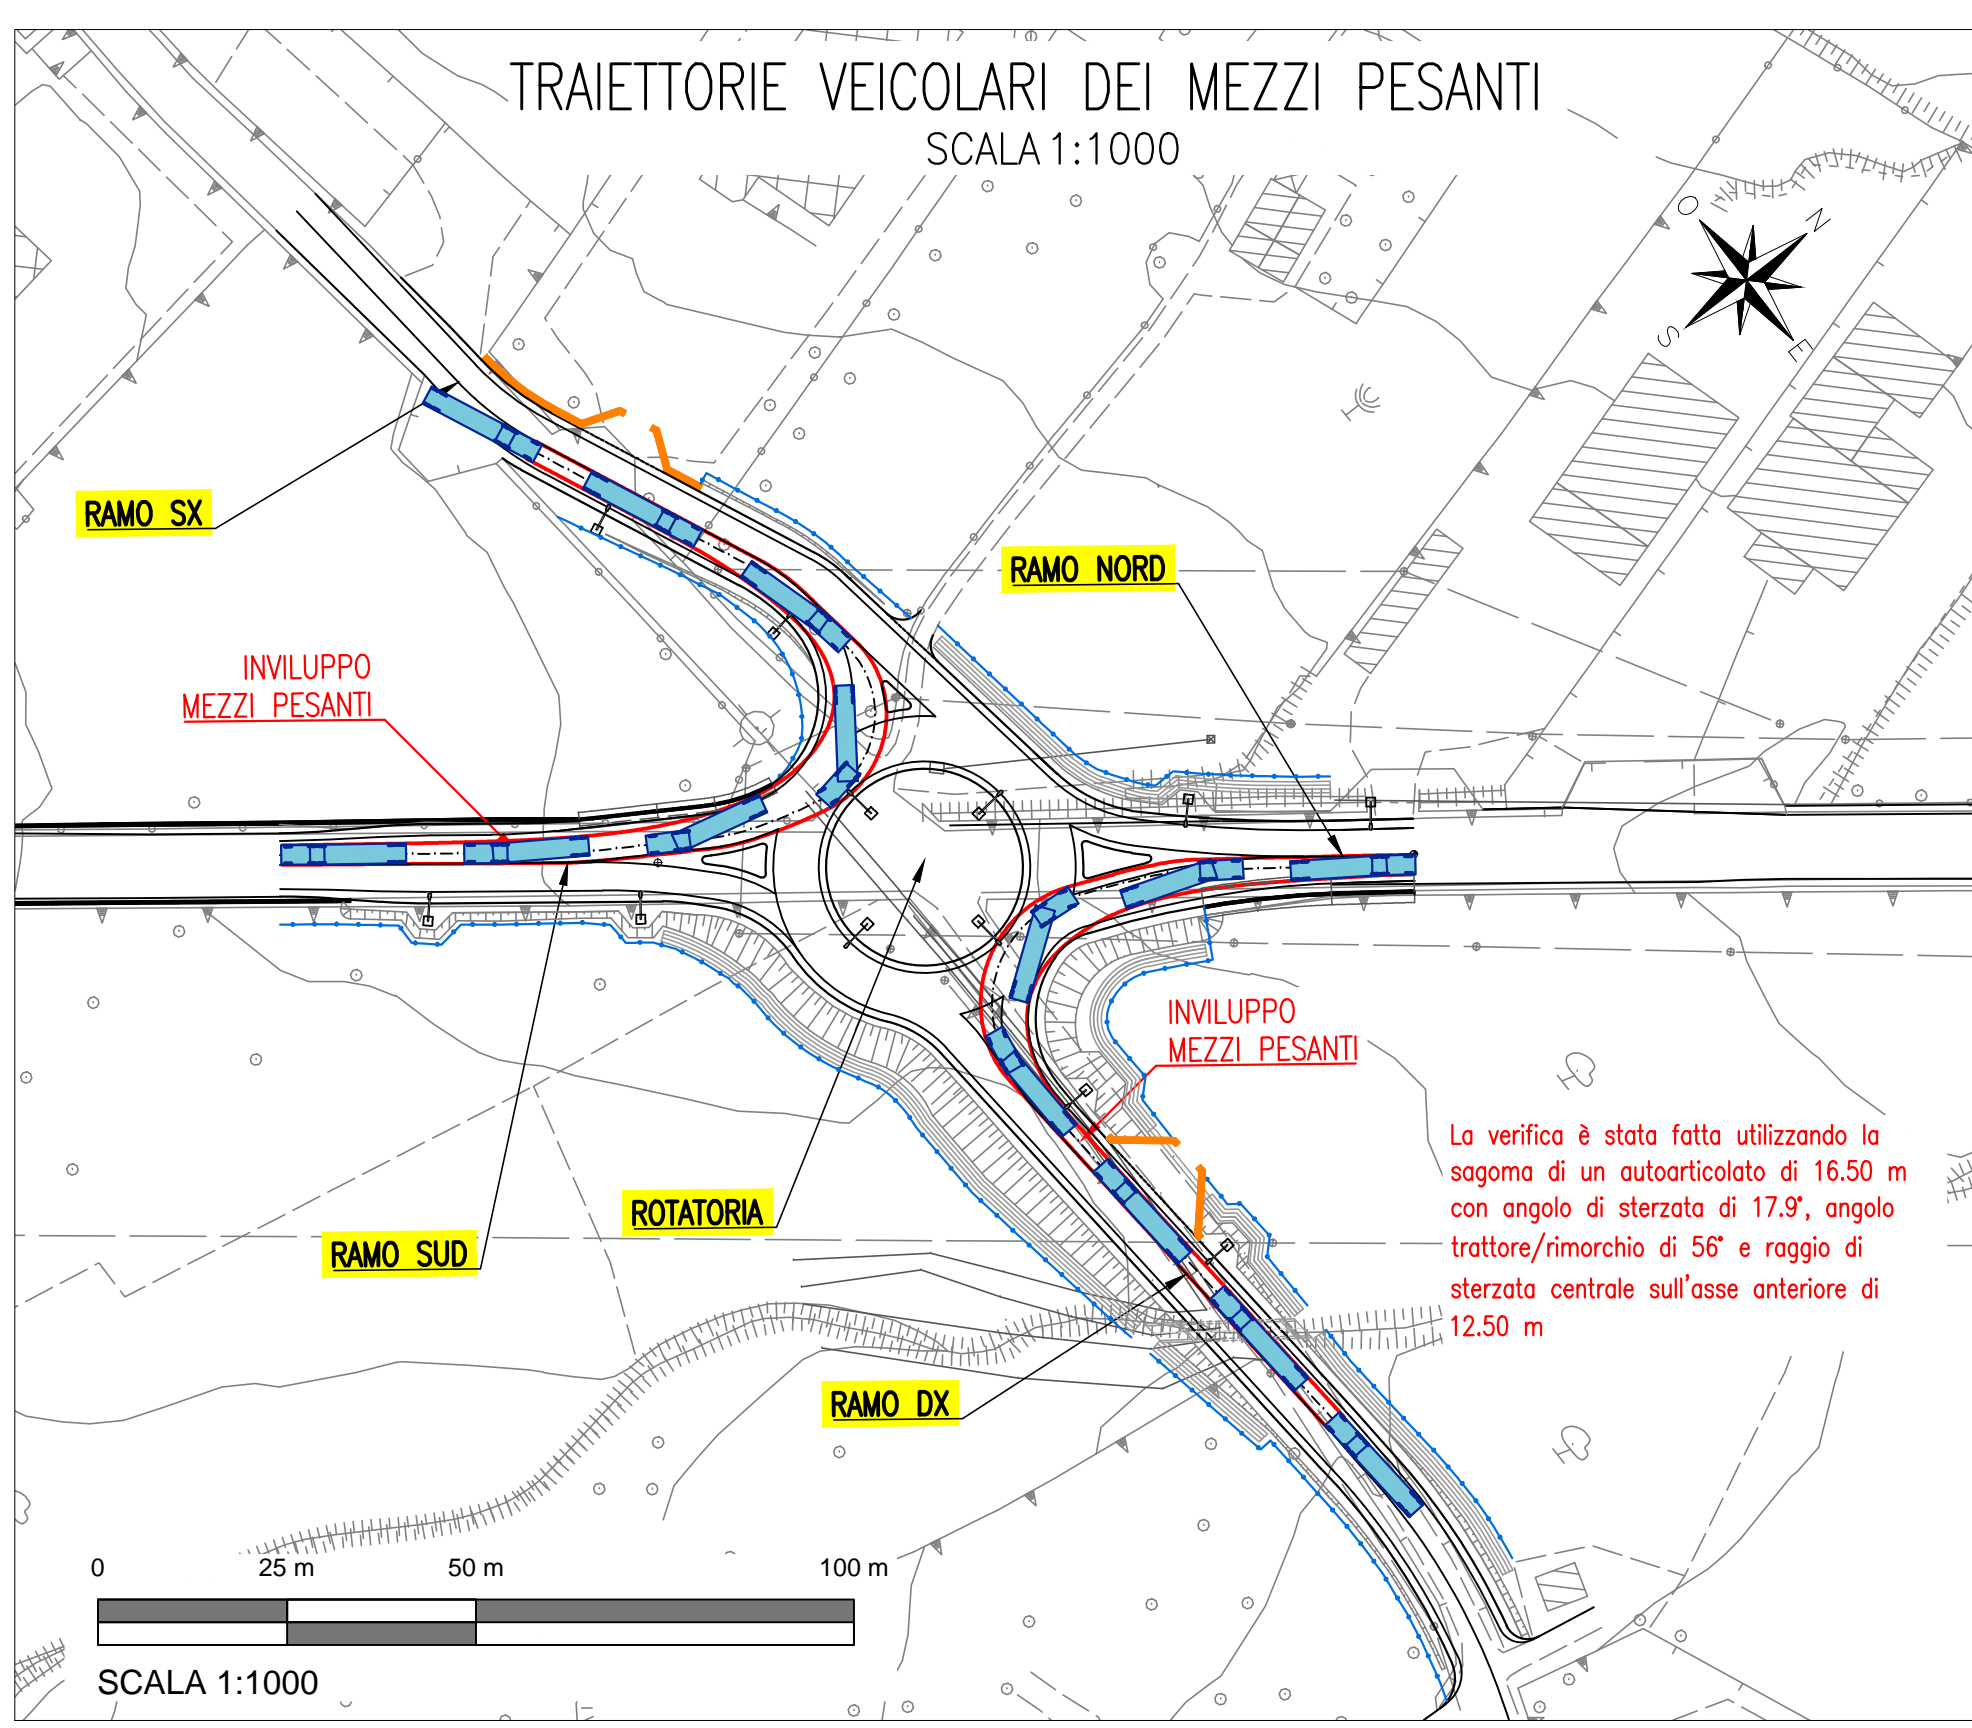 TRAIETTORIE VEICOLARI DEI MEZZI PESANTI
SCALA 1:1000
O
N
S
E
RAMO SX
RAMO NORD
INVILUPPO
MEZZI PESANTI
INVILUPPO
MEZZI PESANTI
La verifica è stata fatta utilizzando la
sagoma di un autoarticolato di 16.50 m
con angolo di sterzata di 17.9°, angolo
trattore/rimorchio di 56° e raggio di
sterzata centrale sull'asse anteriore di
12.50 m
ROTATORIA
RAMO SUD
RAMO DX
0
25 m
50 m
100 m
SCALA 1:1000